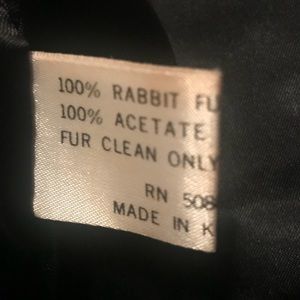 100% RABBIT FU
100% ACETATE
FUR CLEAN ONLY
RN 508
MADE IN K